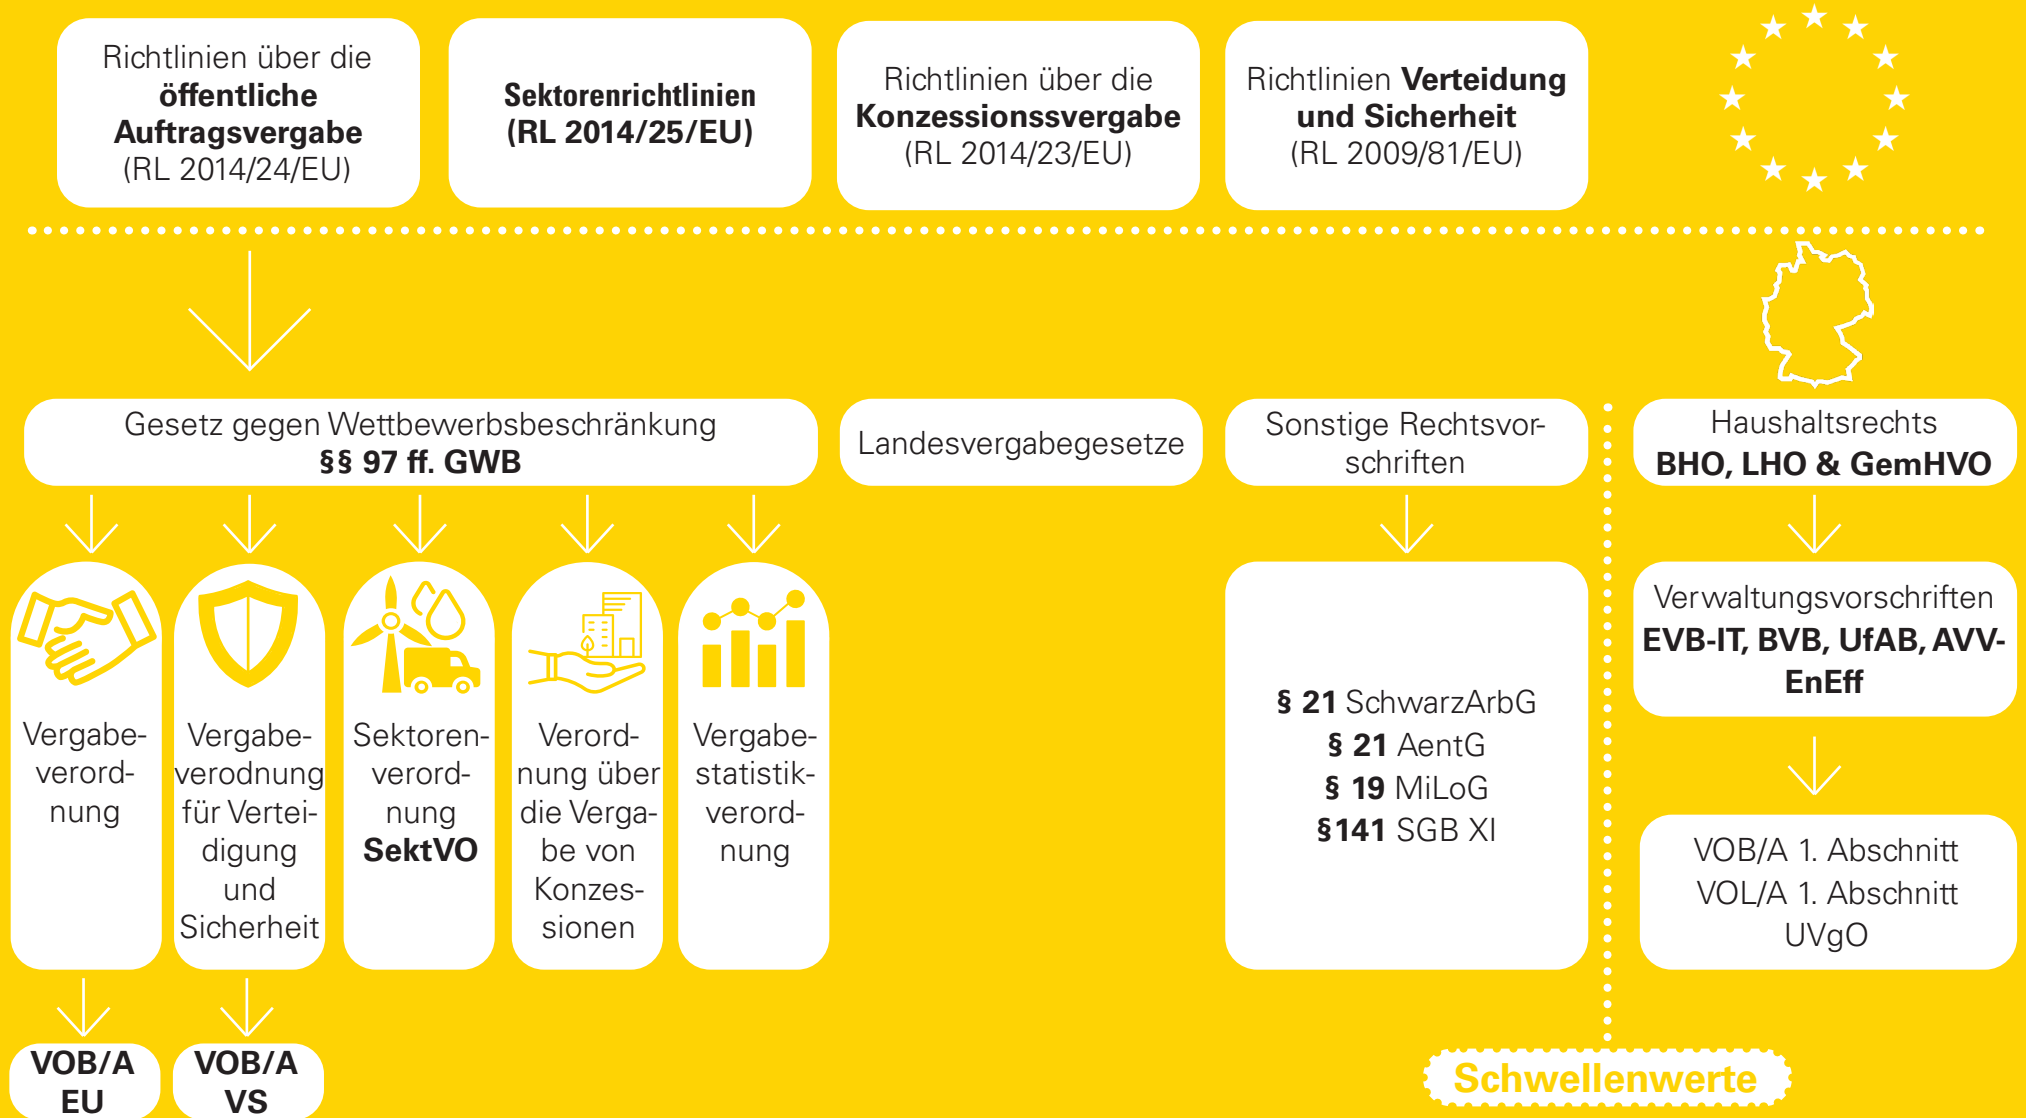 Richtlinien über die
öffentliche
Auftragsvergabe
(RL 2014/24/EU)
Sektorenrichtlinien
(RL 2014/25/EU)
Richtlinien über die
Konzessionssvergabe
(RL 2014/23/EU)
Richtlinien Verteidung
und Sicherheit
(RL 2009/81/EU)
Gesetz gegen Wettbewerbsbeschränkung
§§ 97 ff. GWB
Landesvergabegesetze
Sonstige Rechtsvor-
schriften
Haushaltsrechts
BHO, LHO & GemHVO
Vergabe-
verord-
nung
Vergabe-
verodnung
für Vertei-
digung
und
Sicherheit
Sektoren-
verord-
nung
SektVO
Verord-
nung über
die Verga-
be von
Konzes-
sionen
Vergabe-
statistik-
verord-
nung
§ 21 SchwarzArbG
§ 21 AentG
§ 19 MiLoG
§141 SGB XI
Verwaltungsvorschriften
EVB-IT, BVB, UfAB, AVV-
EnEff
VOB/A 1. Abschnitt
VOL/A 1. Abschnitt
UVgO
VOB/A
EU
VOB/A
VS
Schwellenwerte